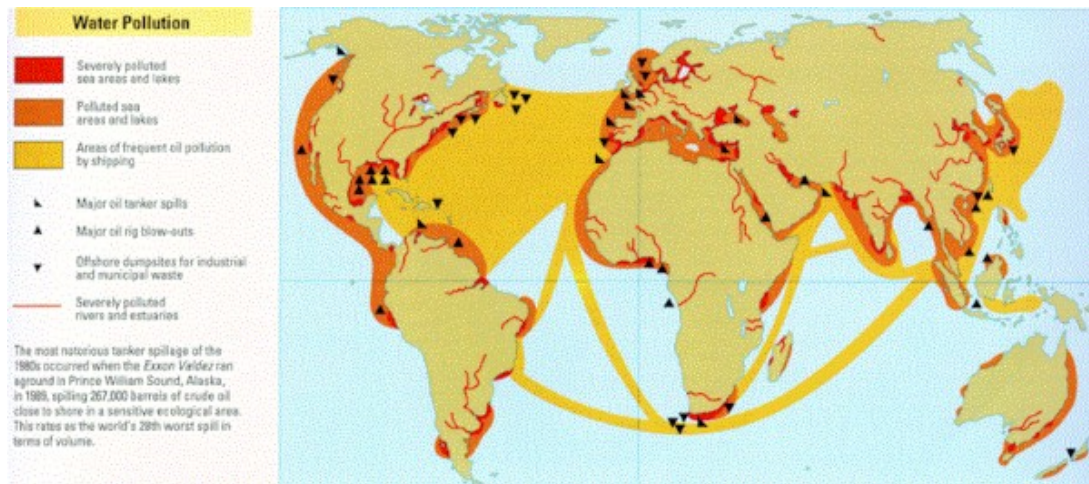 Water Pollution
Severely polluted
sea areas and lakes
Polluted sea
areas and lakes
Areas of frequent oil pollution
by shipping
Major oil tanker spills
Major oil rig blow-outs
Offshore dumpsites for industrial
and municipal waste
Severely polluted
rivers and estuaries
The most notorious tanker spillage of the
1980s occurred when the Exxon Valdez ran
aground in Prince William Sound, Alaska,
in 1989, spilling 267,000 barrels of crude oil
close to shore in a sensitive ecological area.
This rates as the world's 28th worst spill in
terms of volume.